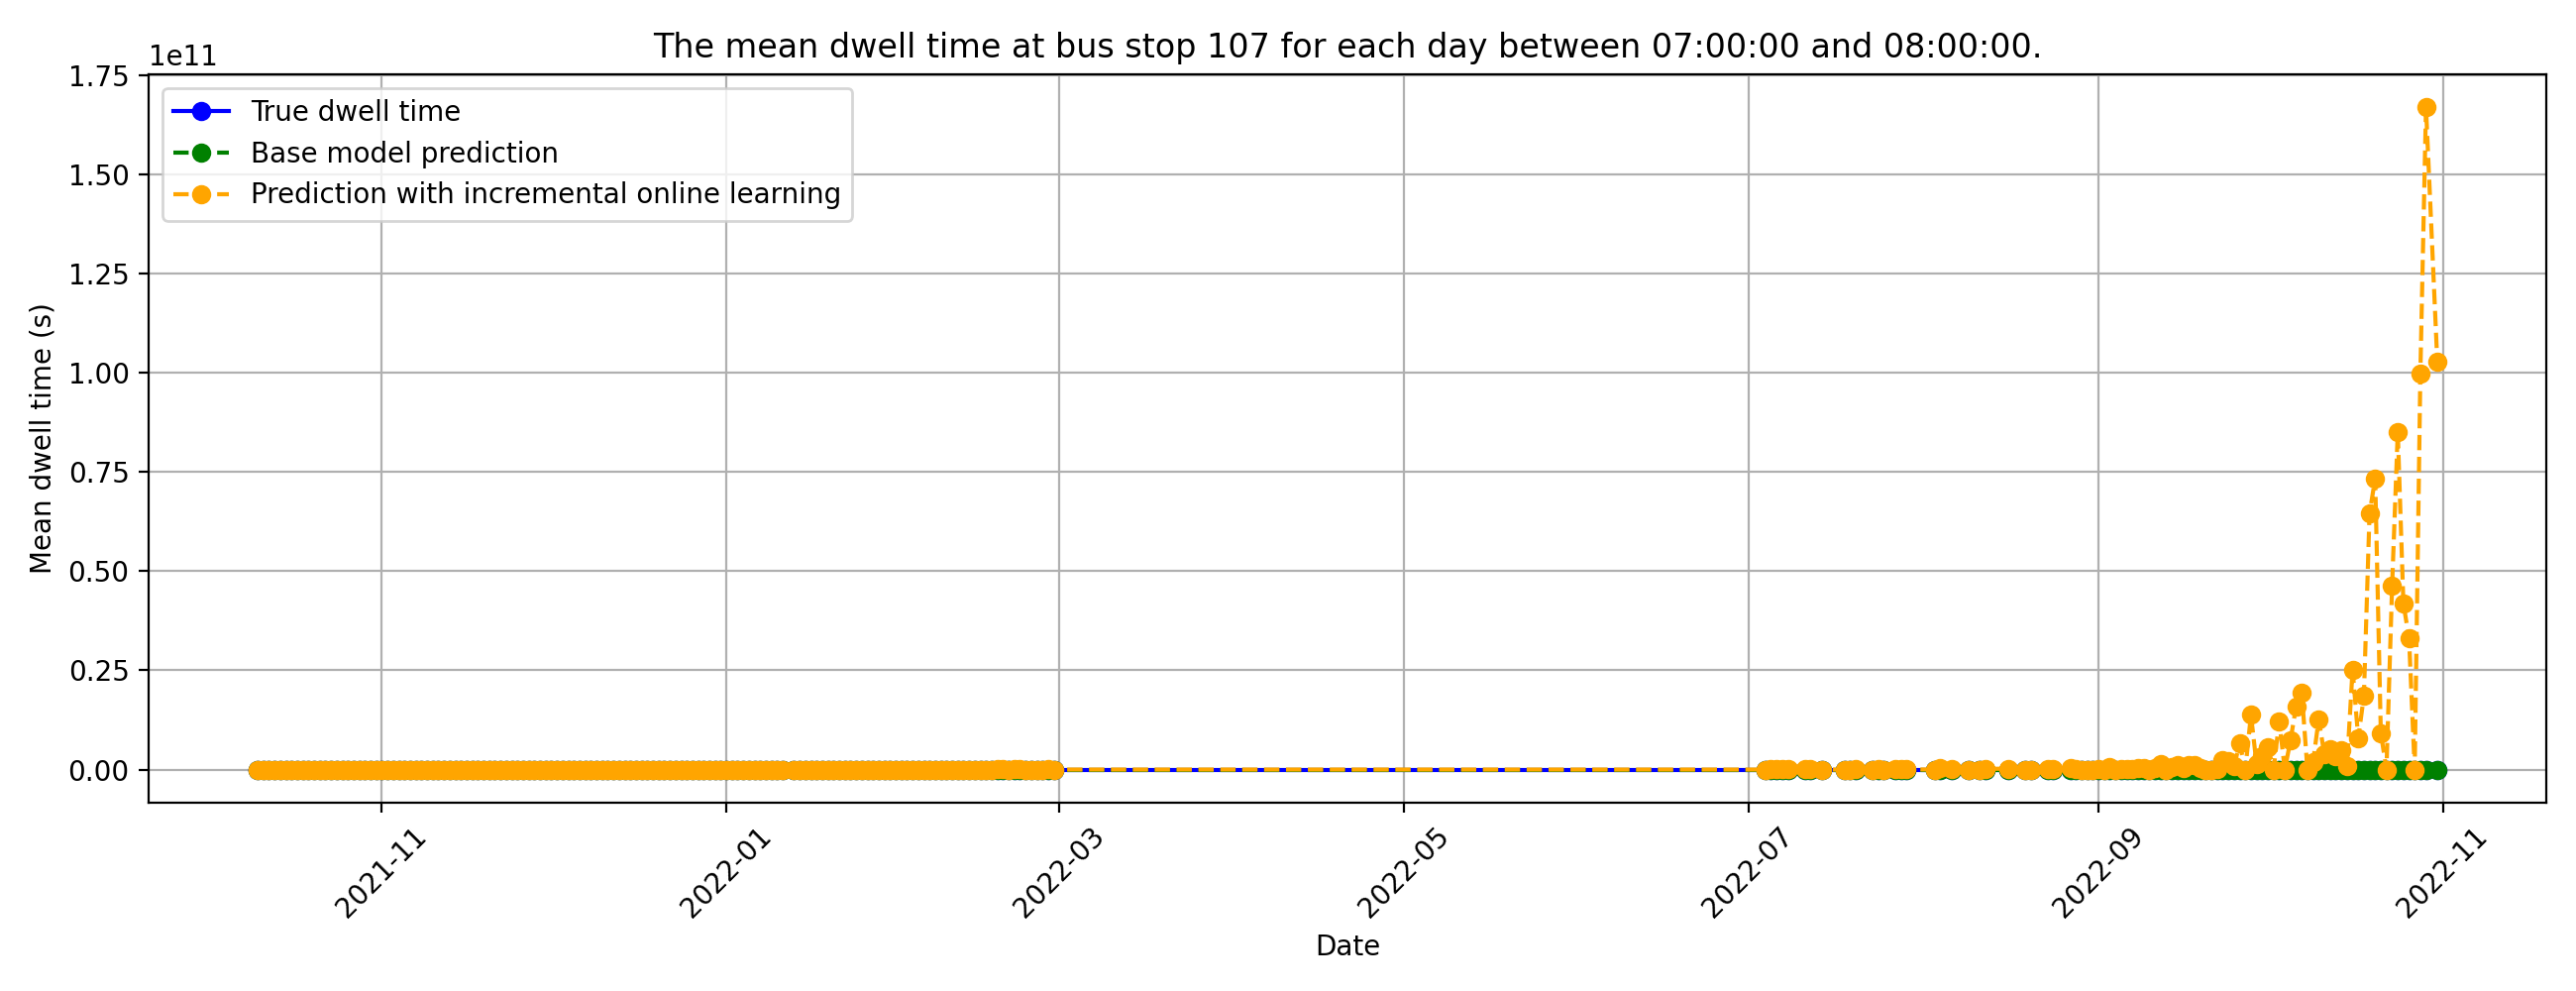 The mean dwell time at bus stop 107 for each day between 07:00:00 and 08:00:00.
1e11
1.75
1.50
1.25
1.00
0.75
0.50
0.25
0.00
Mean dwell time (s)
True dwell time
Base model prediction
Prediction with incremental online learning
2021-11
2022-01
2022-03
2022-05
2022-07
2022-09
2022-11
Date